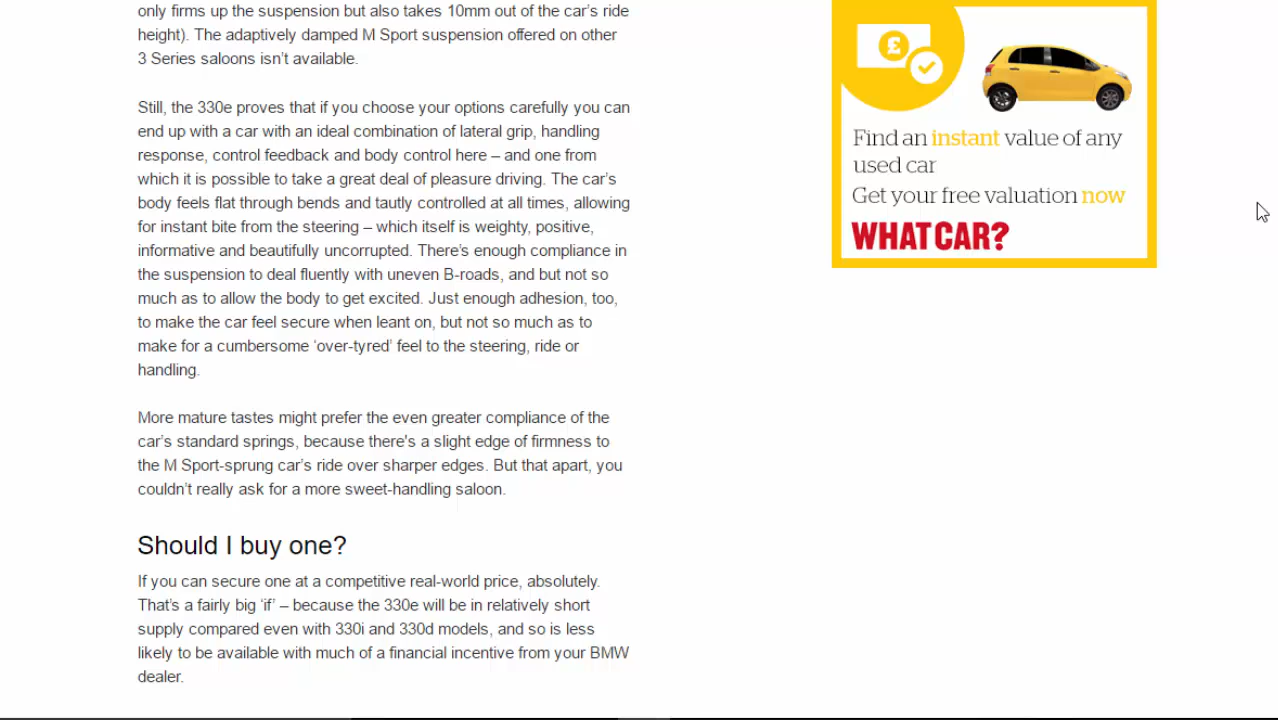 only firms up the suspension but also takes 10mm out of the car’s ride
height). The adaptively damped M Sport suspension offered on other
3 Series saloons isn’t available.
Still, the 330e proves that if you choose your options carefully you can
end up with a car with an ideal combination of lateral grip, handling
response, control feedback and body control here – and one from
which it is possible to take a great deal of pleasure driving. The car’s
body feels flat through bends and tautly controlled at all times, allowing
for instant bite from the steering – which itself is weighty, positive,
informative and beautifully uncorrupted. There’s enough compliance in
the suspension to deal fluently with uneven B-roads, and but not so
much as to allow the body to get excited. Just enough adhesion, too,
to make the car feel secure when leant on, but not so much as to
make for a cumbersome ‘over-tyred’ feel to the steering, ride or
handling.
More mature tastes might prefer the even greater compliance of the
car’s standard springs, because there's a slight edge of firmness to
the M Sport-sprung car’s ride over sharper edges. But that apart, you
couldn’t really ask for a more sweet-handling saloon.
Should I buy one?
If you can secure one at a competitive real-world price, absolutely.
That’s a fairly big ‘if’ – because the 330e will be in relatively short
supply compared even with 330i and 330d models, and so is less
likely to be available with much of a financial incentive from your BMW
dealer.
£
Find an instant value of any
used car
Get your free valuation now
WHAT CAR?